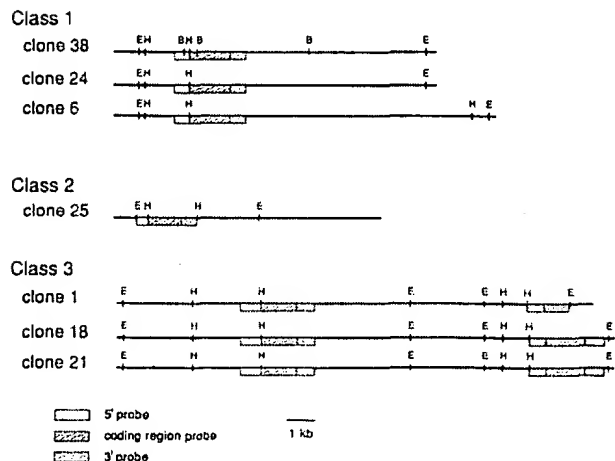 Class 1
E H B H B B E
clone 38
E H H E
clone 24
E H H H E
clone 6
Class 2
E H H E
clone 25
Class 3
E H H E E H H E
clone 1
E H H E E H H E
clone 18
E H H E E H H E
clone 21
5' probe
coding region probe
3' probe
1 kb